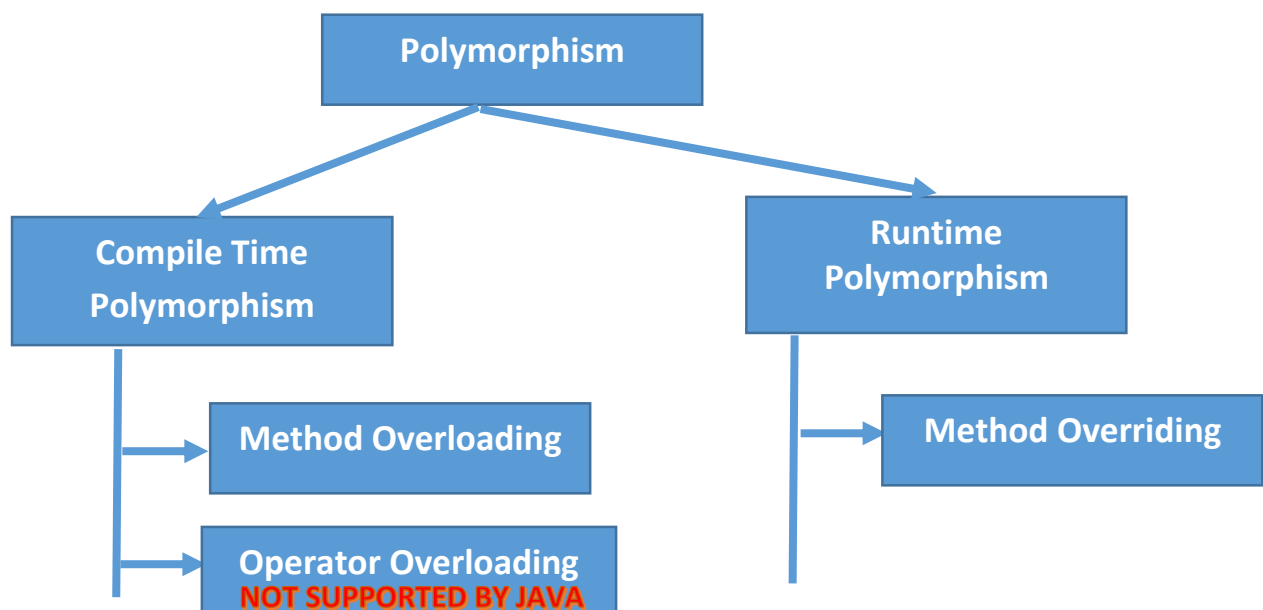 Polymorphism
Compile Time
Polymorphism
Runtime
Polymorphism
Method Overloading
Method Overriding
Operator Overloading
NOT SUPPORTED BY JAVA